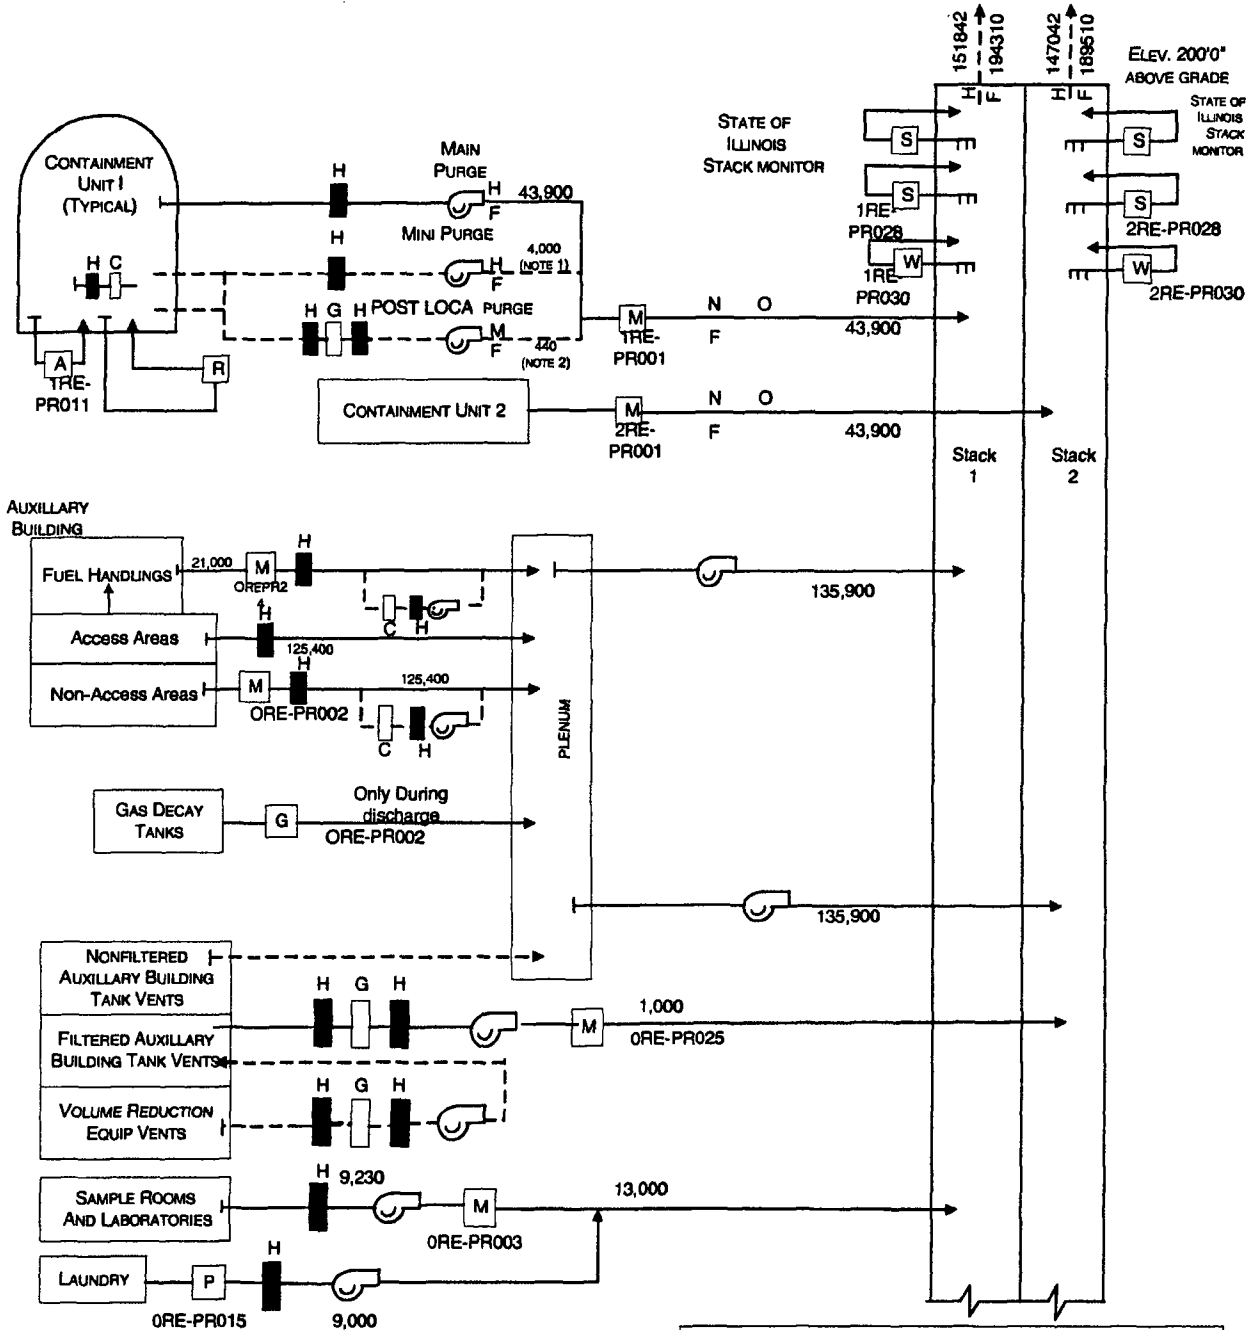 151842
194310
H
F
147042
189510
H
F
ELEV. 200'0"
ABOVE GRADE
STATE OF
ILLINOIS
STACK MONITOR
S
S
1RE-
PR028
W
1RE
PR030
STATE OF
ILLINOIS
STACK
MONITOR
S
S
2RE-PR028
W
2RE-PR030
CONTAINMENT
UNIT I
(TYPICAL)
H C
A
1RE-
PR011
R
H
MAIN
PURGE
H
F
43,900
H
MINI PURGE
H
F
4,000
(NOTE 1)
H G H
POST LOCA PURGE
M
F
440
(NOTE 2)
M
1RE-
PR001
N O
F
43,900
CONTAINMENT UNIT 2
M
2RE-
PR001
N O
F
43,900
Stack
1
Stack
2
AUXILLARY
BUILDING
FUEL HANDLINGS
21,000
M
OREPR2
4
H
C H
Access Areas
H
125,400
Non-Access Areas
M
ORE-PR002
H
125,400
C H
PLENUM
135,900
GAS DECAY
TANKS
G
Only During
discharge
ORE-PR002
135,900
NONFILTERED
AUXILLARY BUILDING
TANK VENTS
FILTERED AUXILLARY
BUILDING TANK VENTS
H G H
M
1,000
0RE-PR025
VOLUME REDUCTION
EQUIP VENTS
H G H
SAMPLE ROOMS
AND LABORATORIES
H
9,230
M
0RE-PR003
13,000
LAUNDRY
P
0RE-PR015
H
9,000